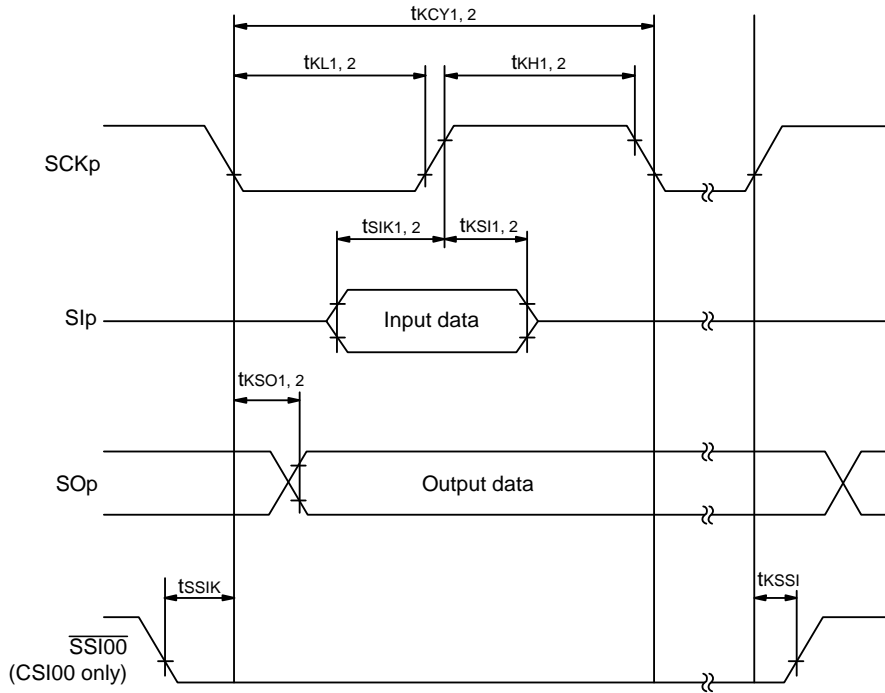 tKCY1, 2
tKL1, 2
tKH1, 2
SCKp
tSIK1, 2
tKSI1, 2
SIp
Input data
tKSO1, 2
SOp
Output data
tSSIK
tKSSI
SSI00
(CSI00 only)